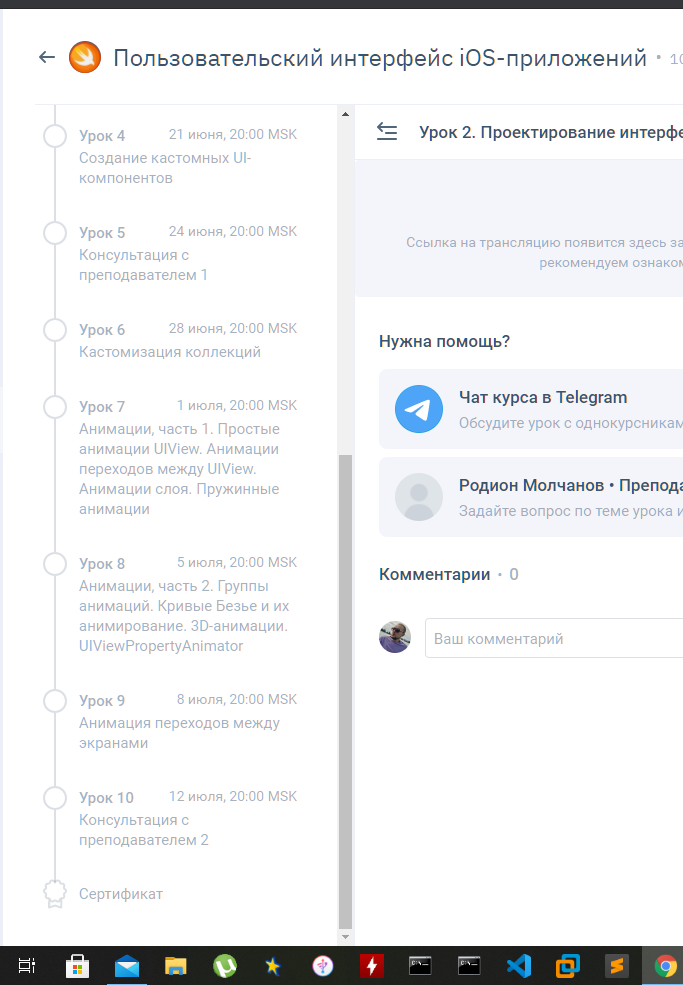 Пользовательский интерфейс iOS-приложений •
Урок 4 21 июня, 20:00 MSK
Создание кастомных UI-
компонентов
Урок 5 24 июня, 20:00 MSK
Консультация с
преподавателем 1
Урок 6 28 июня, 20:00 MSK
Кастомизация коллекций
Урок 7 1 июля, 20:00 MSK
Анимации, часть 1. Простые
анимации UIView. Анимации
переходов между UIView.
Анимации слоя. Пружинные
анимации
Урок 8 5 июля, 20:00 MSK
Анимации, часть 2. Группы
анимаций. Кривые Безье и их
анимирование. 3D-анимации.
UIViewPropertyAnimator
Урок 9 8 июля, 20:00 MSK
Анимация переходов между
экранами
Урок 10 12 июля, 20:00 MSK
Консультация с
преподавателем 2
Сертификат
Урок 2. Проектирование интерфе
Ссылка на трансляцию появится здесь за
рекомендуем ознаком
Нужна помощь?
Чат курса в Telegram
Обсудите урок с однокурсникам
Родион Молчанов • Препода
Задайте вопрос по теме урока и
Комментарии • 0
Ваш комментарий